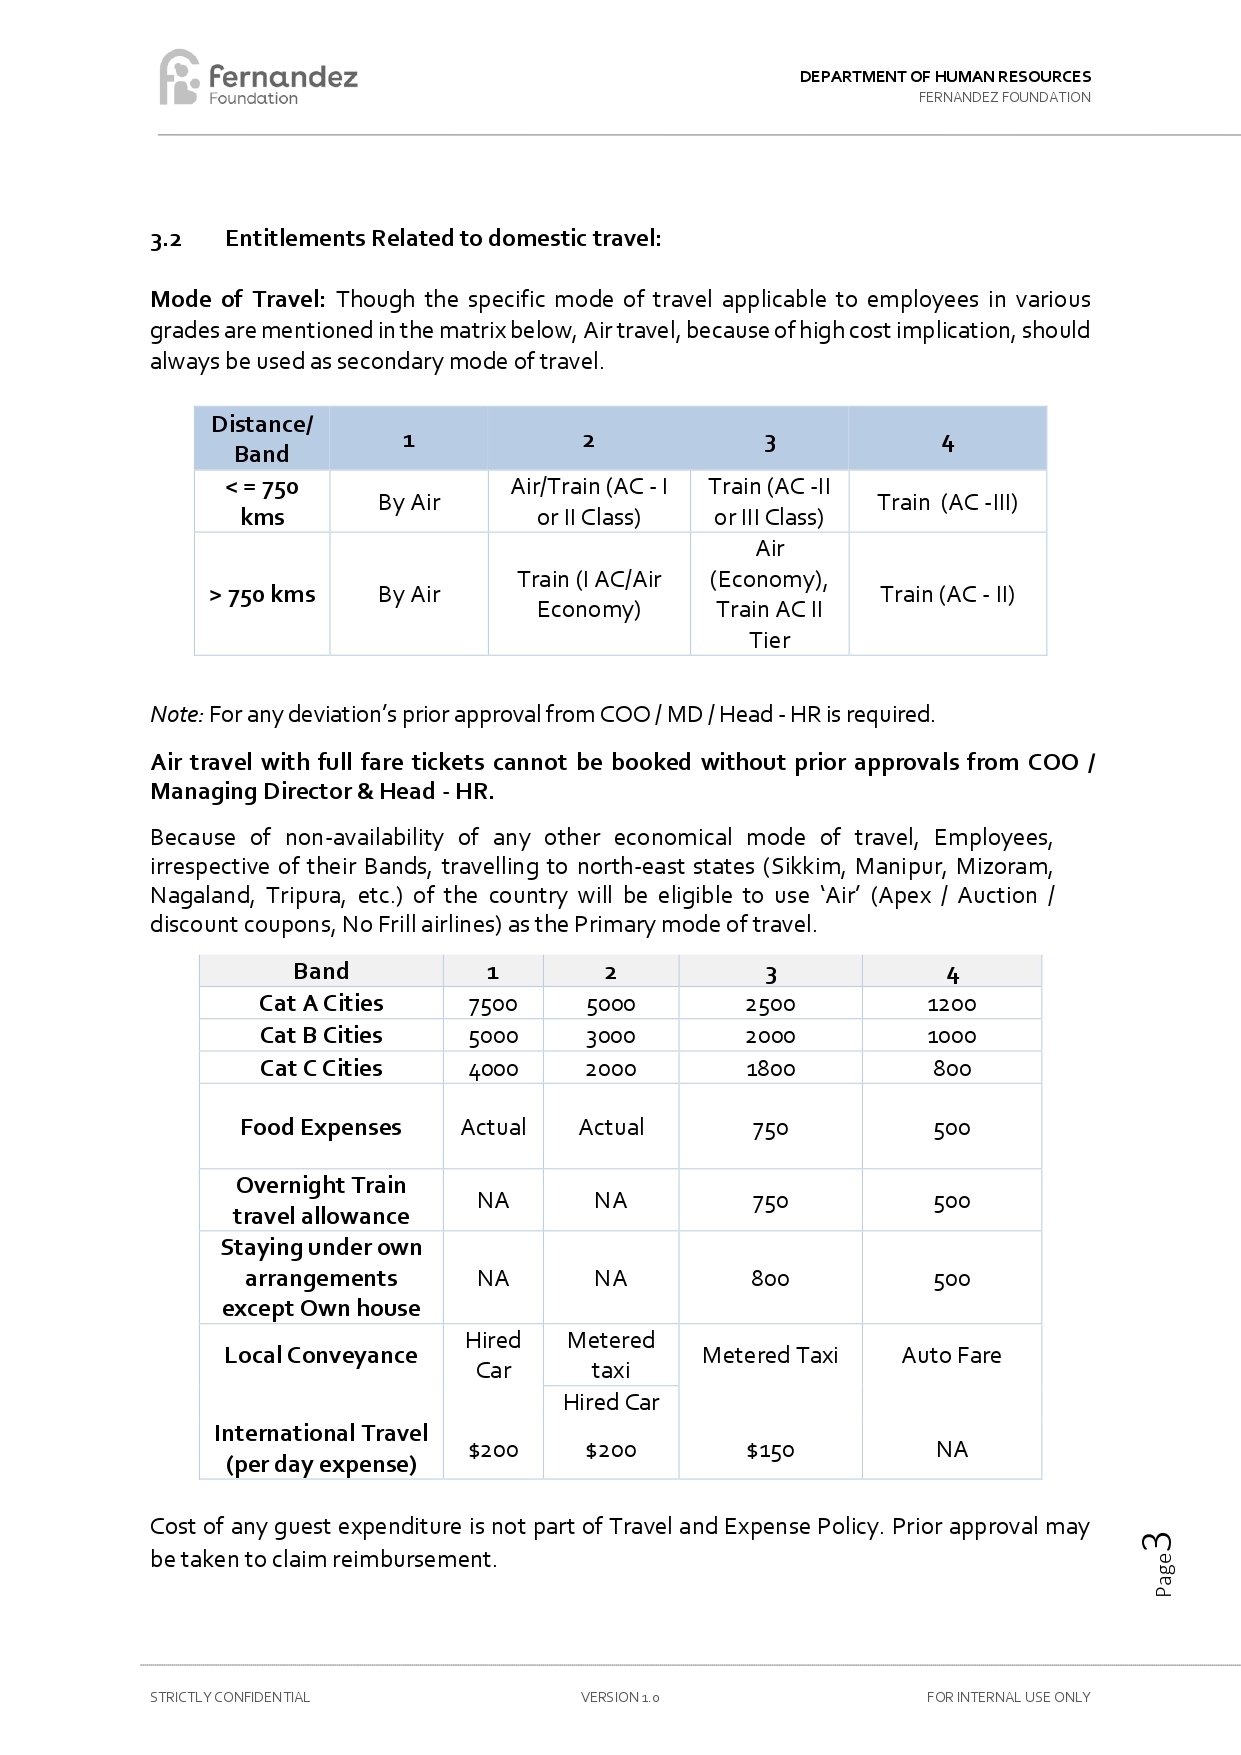 fernandez
Foundation
DEPARTMENT OF HUMAN RESOURCES
FERNANDEZ FOUNDATION
3.2 Entitlements Related to domestic travel:
Mode of Travel: Though the specific mode of travel applicable to employees in various
grades are mentioned in the matrix below, Air travel, because of high cost implication, should
always be used as secondary mode of travel.
Distance/
Band
1
2
3
4
< = 750
kms
By Air
Air/Train (AC - I
or II Class)
Train (AC -II
or III Class)
Train (AC -III)
> 750 kms
By Air
Train (I AC/Air
Economy)
Air
(Economy),
Train AC II
Tier
Train (AC - II)
Note: For any deviation’s prior approval from COO / MD / Head - HR is required.
Air travel with full fare tickets cannot be booked without prior approvals from COO /
Managing Director & Head - HR.
Because of non-availability of any other economical mode of travel, Employees,
irrespective of their Bands, travelling to north-east states (Sikkim, Manipur, Mizoram,
Nagaland, Tripura, etc.) of the country will be eligible to use ‘Air’ (Apex / Auction /
discount coupons, No Frill airlines) as the Primary mode of travel.
Band 1 2 3 4
Cat A Cities 7500 5000 2500 1200
Cat B Cities 5000 3000 2000 1000
Cat C Cities 4000 2000 1800 800
Food Expenses Actual Actual 750 500
Overnight Train
travel allowance
NA NA 750 500
Staying under own
arrangements
except Own house
NA NA 800 500
Local Conveyance
Hired
Car
Metered
taxi
Metered Taxi
Auto Fare
Hired Car
International Travel
(per day expense)
$200 $200 $150 NA
Cost of any guest expenditure is not part of Travel and Expense Policy. Prior approval may
be taken to claim reimbursement.
Page3
STRICTLY CONFIDENTIAL VERSION 1.0 FOR INTERNAL USE ONLY